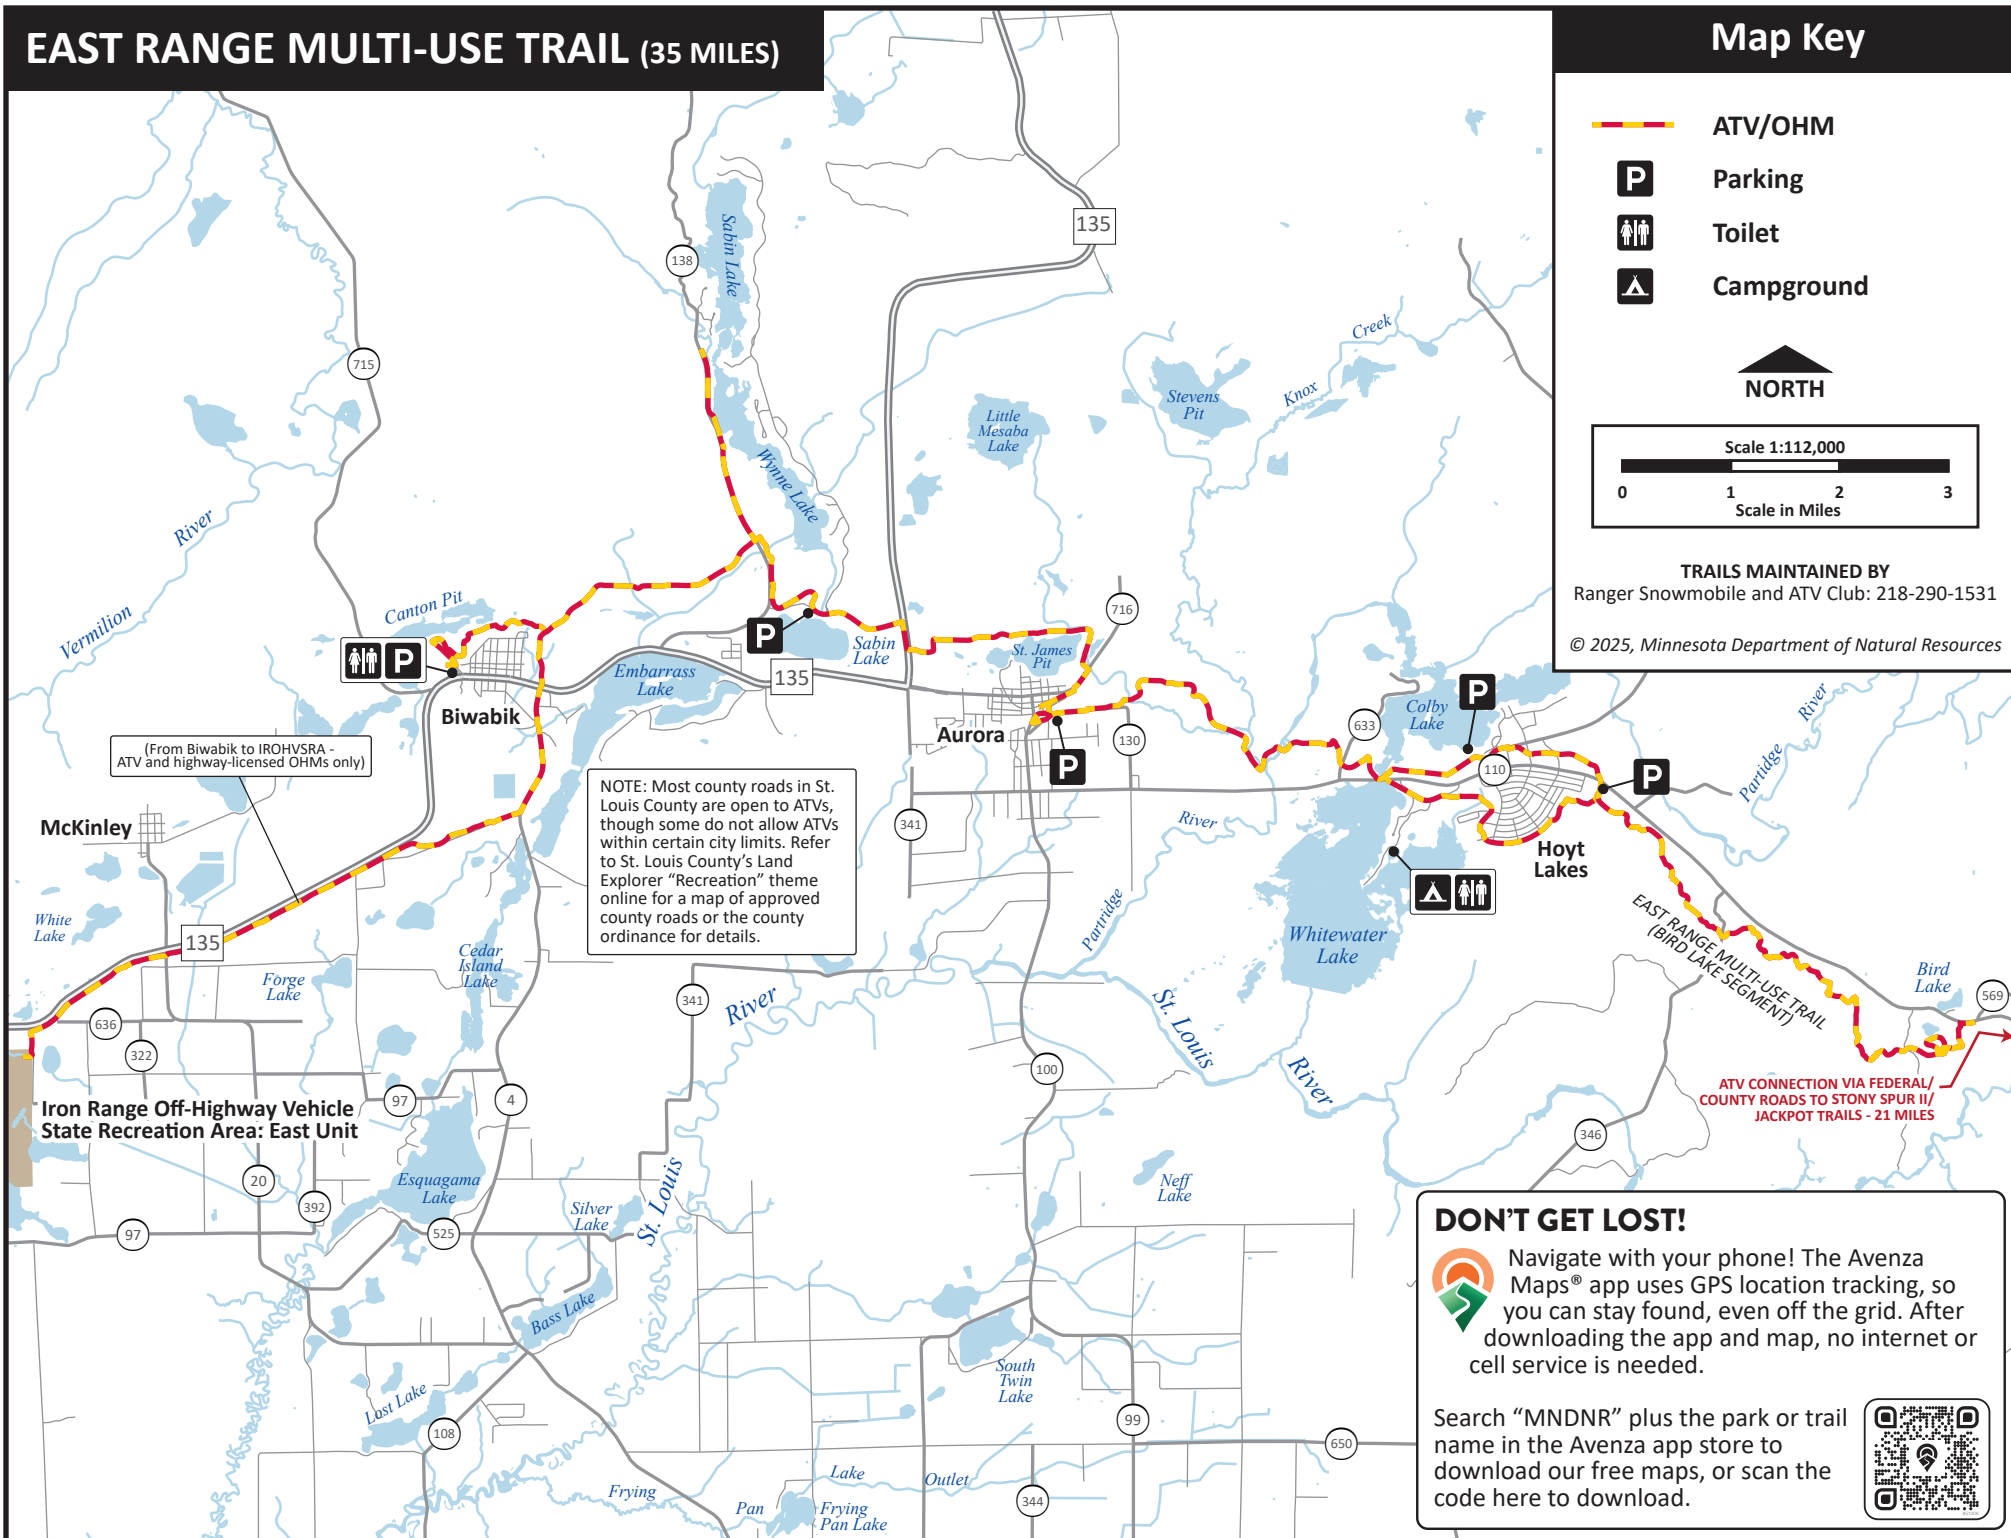 EAST RANGE MULTI-USE TRAIL (35 MILES)
Map Key
ATV/OHM
P
Parking
Toilet
Campground
NORTH
Scale 1:112,000
0 1 2 3
Scale in Miles
TRAILS MAINTAINED BY
Ranger Snowmobile and ATV Club: 218-290-1531
© 2025, Minnesota Department of Natural Resources
135
138
Sabin Lake
715
Creek
Knox
Stevens
Pit
Little
Mesaba
Lake
Wynne Lake
River
Vermilion
Canton Pit
P
P
Sabin
Lake
135
Embarrass
Lake
Biwabik
716
St. James
Pit
Aurora
P
130
633
Colby
Lake
P
110
P
River
Partidge
(From Biwabik to IROHVSRA -
ATV and highway-licensed OHMs only)
McKinley
NOTE: Most county roads in St.
Louis County are open to ATVs,
though some do not allow ATVs
within certain city limits. Refer
to St. Louis County’s Land
Explorer “Recreation” theme
online for a map of approved
county roads or the county
ordinance for details.
341
River
Partridge
Hoyt
Lakes
Whitewater
Lake
EAST RANGE MULTI-USE TRAIL
(BIRD LAKE SEGMENT)
Bird
Lake
569
ATV CONNECTION VIA FEDERAL/
COUNTY ROADS TO STONY SPUR II/
JACKPOT TRAILS - 21 MILES
White
Lake
135
Forge
Lake
Cedar
Island
Lake
636
322
341
River
St. Louis
River
100
97
4
Iron Range Off-Highway Vehicle
State Recreation Area: East Unit
346
20
392
Esquagama
Lake
97
525
Silver
Lake
St. Louis
Neff
Lake
Bass Lake
Lost Lake
108
South
Twin
Lake
99
650
344
Frying
Pan
Lake
Outlet
Frying
Pan Lake
DON’T GET LOST!
Navigate with your phone! The Avenza
Maps® app uses GPS location tracking, so
you can stay found, even off the grid. After
downloading the app and map, no internet or
cell service is needed.
Search “MNDNR” plus the park or trail
name in the Avenza app store to
download our free maps, or scan the
code here to download.